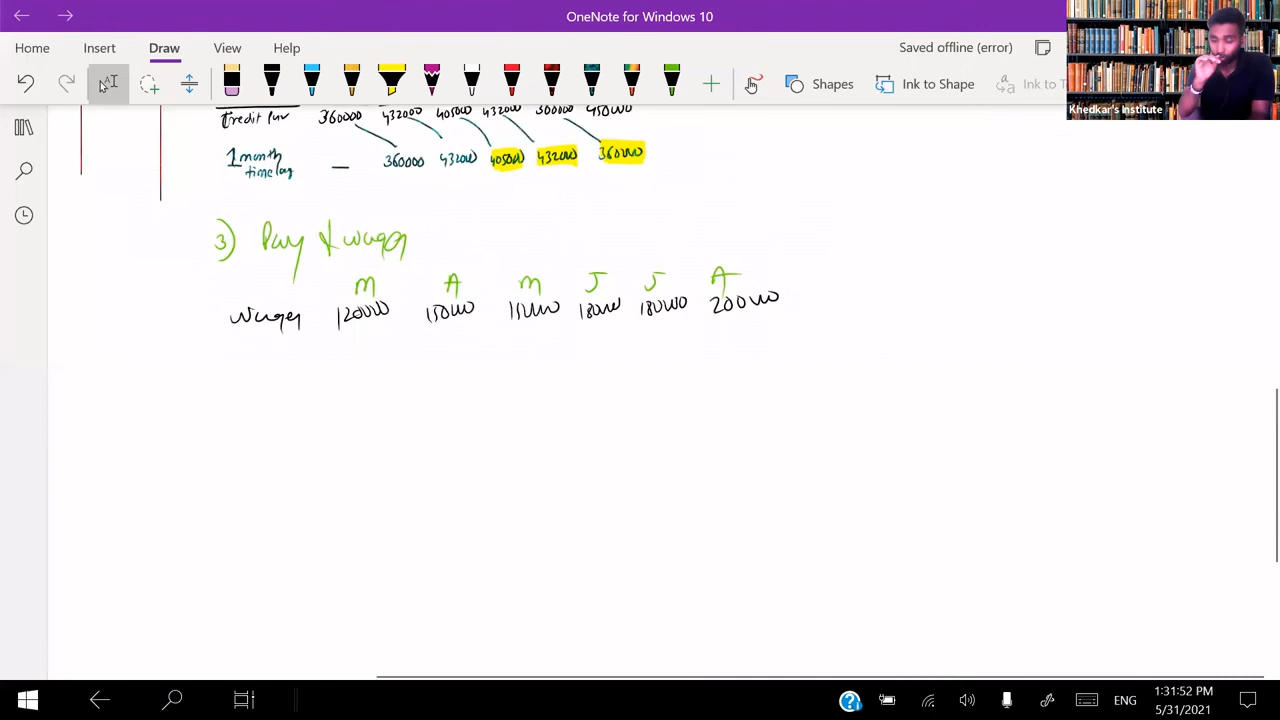 OneNote for Windows 10
Home Insert Draw View Help Saved offline (error)
Shapes Ink to Shape Ink to T
Khedkar's Institute
Credit Pur 360000 432000 405000 432000 450000
1 month time lag — 360000 432000 405000 432000 360000
3) Pay of wages
M A M J J A
wages 120000 150000 180000 180000 200000
ENG
1:31:52 PM
5/31/2021